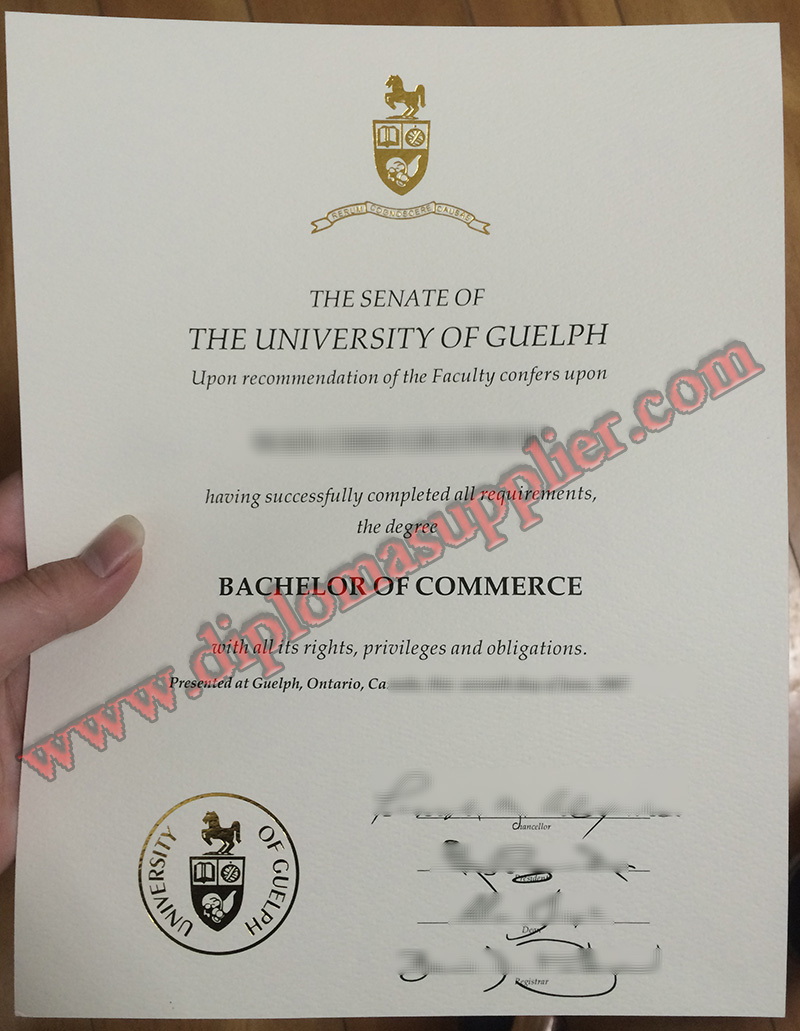 RERUM COGNOSCERE CAUSAS
THE SENATE OF
THE UNIVERSITY OF GUELPH
Upon recommendation of the Faculty confers upon
having successfully completed all requirements,
the degree
BACHELOR OF COMMERCE
with all its rights, privileges and obligations.
Presented at Guelph, Ontario, Ca
www.diplomasupplier.com
UNIVERSITY OF GUELPH
Chancellor
President
Dean
Registrar